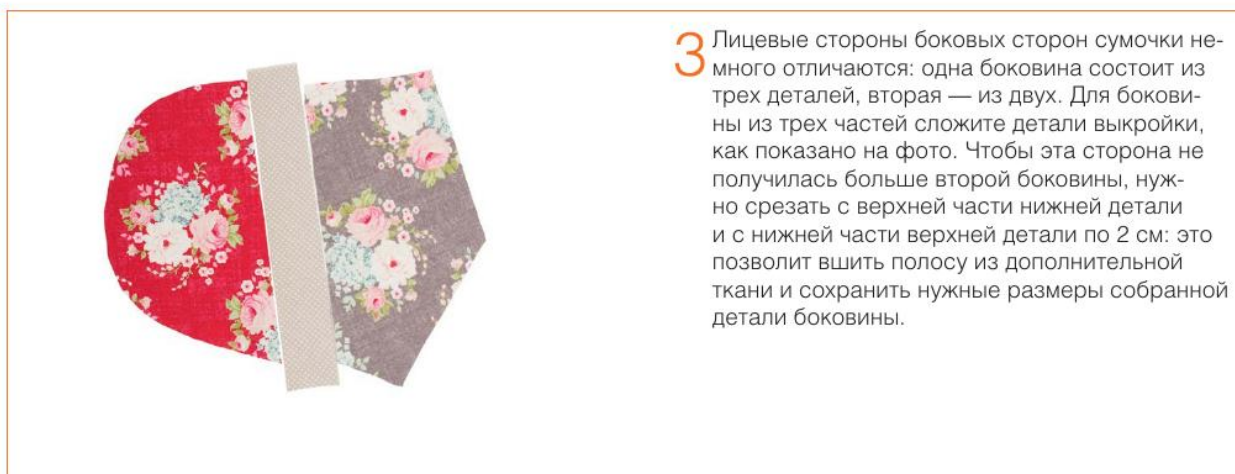 3 Лицевые стороны боковых сторон сумочки не-
много отличаются: одна боковина состоит из
трех деталей, вторая — из двух. Для бокови-
ны из трех частей сложите детали выкройки,
как показано на фото. Чтобы эта сторона не
получилась больше второй боковины, нуж-
но срезать с верхней части нижней детали
и с нижней части верхней детали по 2 см: это
позволит вшить полосу из дополнительной
ткани и сохранить нужные размеры собранной
детали боковины.